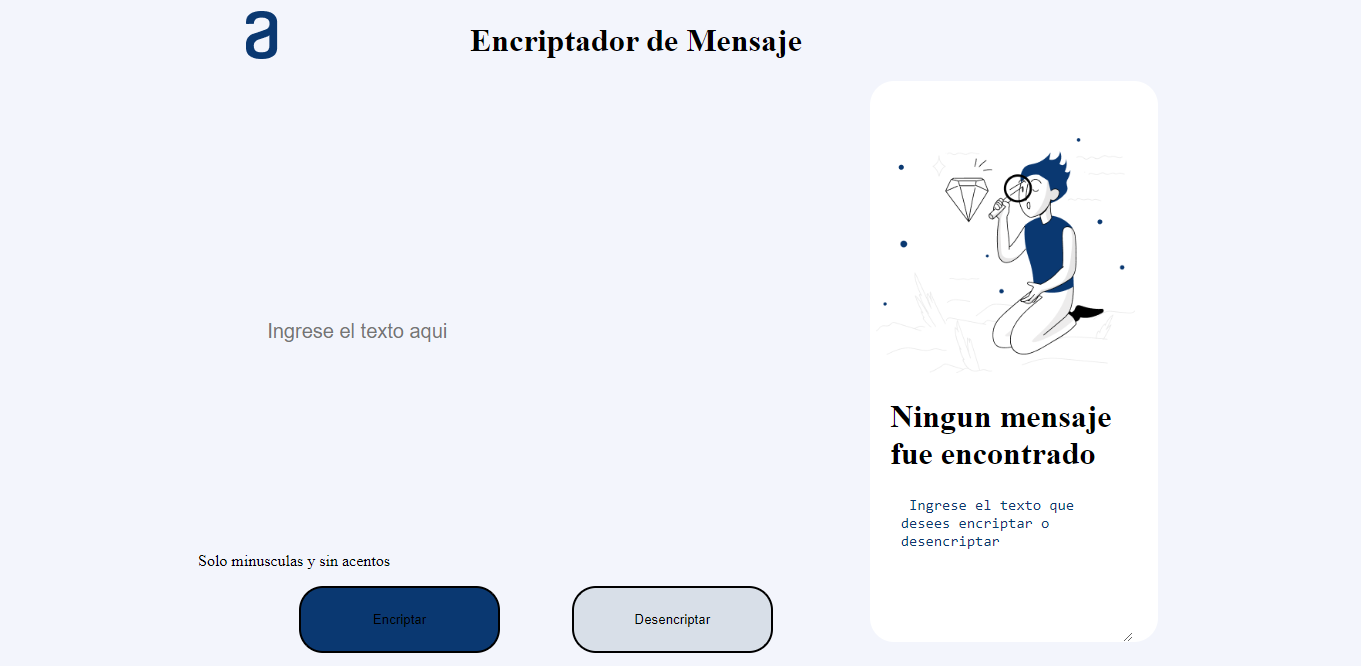 a
Encriptador de Mensaje
Ingrese el texto aqui
Solo minusculas y sin acentos
Encriptar
Desencriptar
Ningun mensaje
fue encontrado
Ingrese el texto que
desees encriptar o
desencriptar